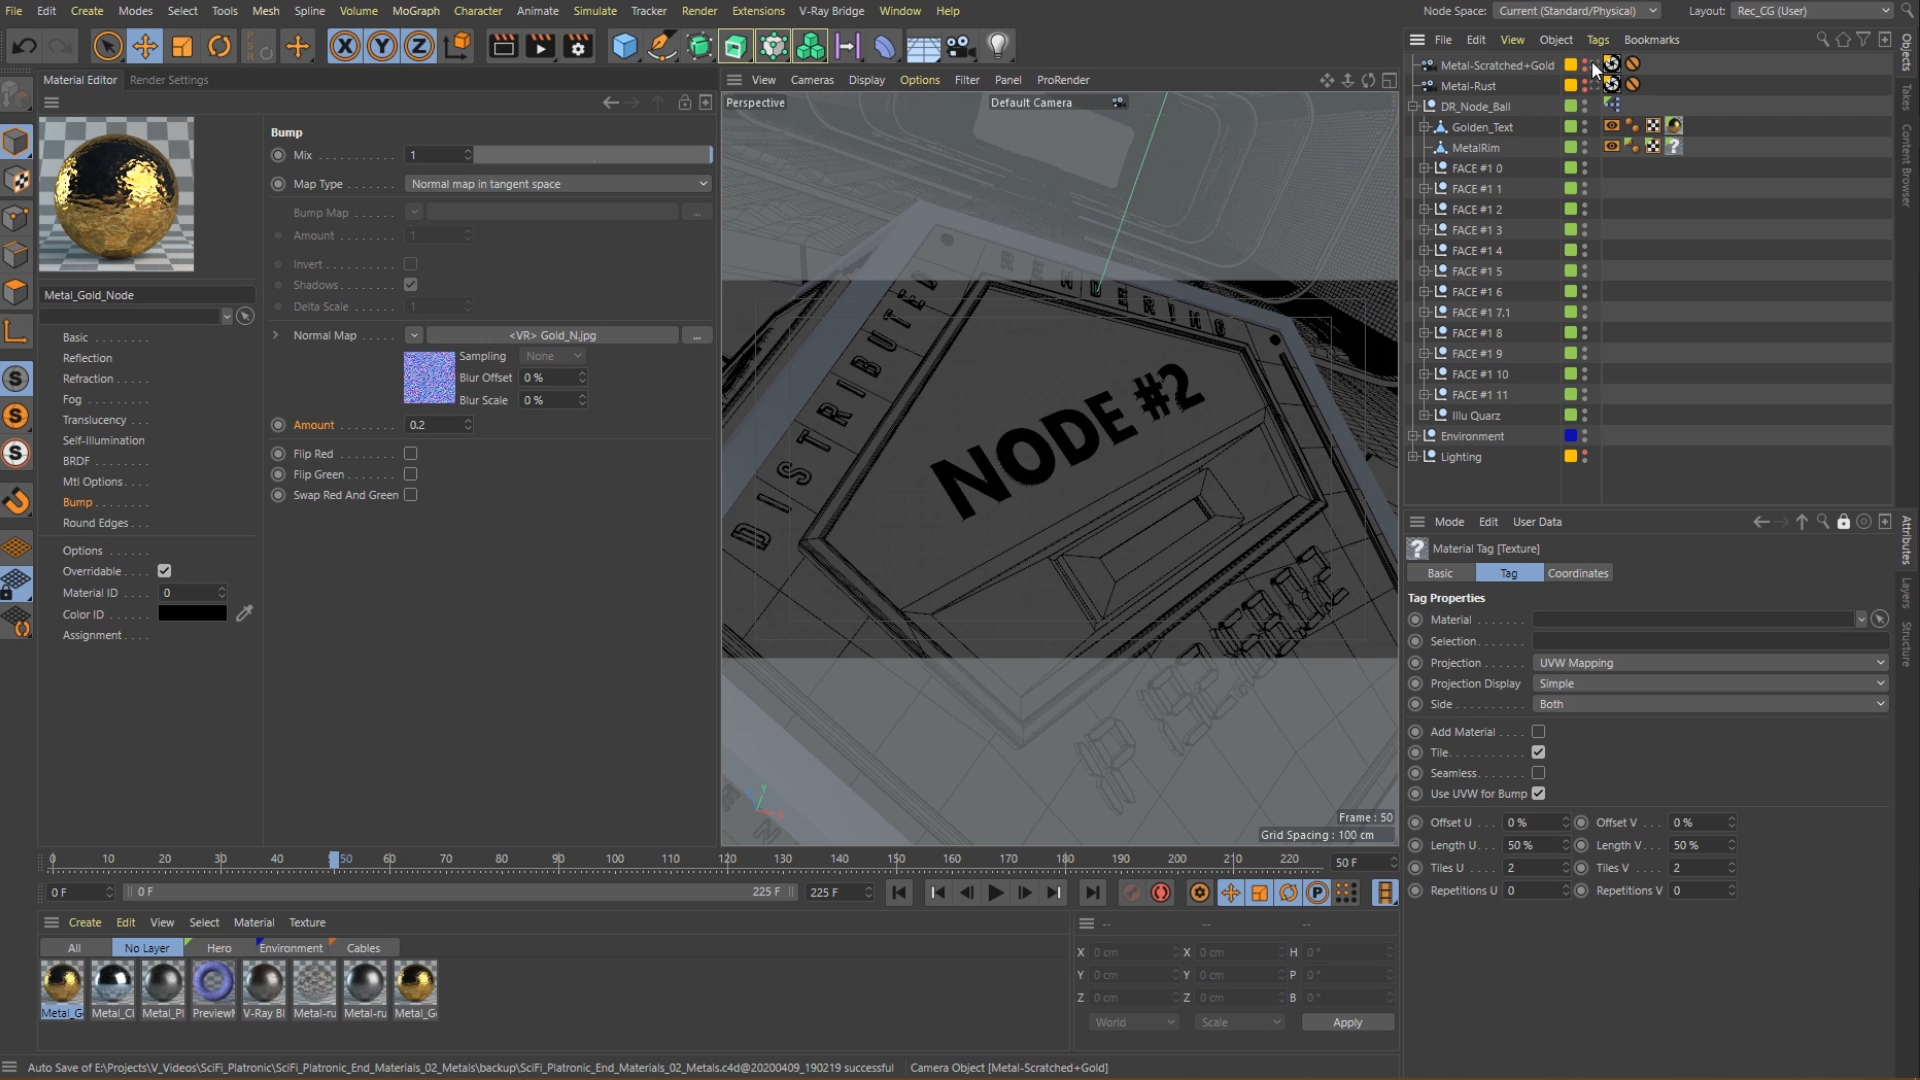 File Edit Create Modes Select Tools Mesh Spline Volume MoGraph Character Animate Simulate Tracker Render Extensions V-Ray Bridge Window Help
Node Space: Current (Standard/Physical) Layout: Rec_CG (User)
Material Editor Render Settings
Metal_Gold_Node
Basic
Reflection
Refraction
Fog
Translucency
Self-Illumination
BRDF
Mtl Options
Bump
Round Edges
Options
Overridable
Material ID 0
Color ID
Assignment
Bump
Mix 1
Map Type Normal map in tangent space
Bump Map ...
Amount 1
Invert
Shadows
Delta Scale 1
Normal Map <VR> Gold_N.jpg ...
Sampling None
Blur Offset 0 %
Blur Scale 0 %
Amount 0.2
Flip Red
Flip Green
Swap Red And Green
View Cameras Display Options Filter Panel ProRender
Perspective
Default Camera
DISTRIBUTED
RENDERING
NODE #2
Y
Frame : 50
Grid Spacing : 100 cm
File Edit View Object Tags Bookmarks
Metal-Scratched+Gold
Metal-Rust
DR_Node_Ball
Golden_Text
MetalRim
FACE #1 0
FACE #1 1
FACE #1 2
FACE #1 3
FACE #1 4
FACE #1 5
FACE #1 6
FACE #1 7.1
FACE #1 8
FACE #1 9
FACE #1 10
FACE #1 11
Illu Quarz
Environment
Lighting
Objects
Takes
Content Browser
Mode Edit User Data
Material Tag [Texture]
Basic Tag Coordinates
Tag Properties
Material
Selection
Projection UVW Mapping
Projection Display Simple
Side Both
Add Material
Tile
Seamless
Use UVW for Bump
Offset U 0 % Offset V 0 %
Length U 50 % Length V 50 %
Tiles U 2 Tiles V 2
Repetitions U 0 Repetitions V 0
Attributes
Layers
Structure
0 10 20 30 40 50 60 70 80 90 100 110 120 130 140 150 160 170 180 190 200 210 220 50 F
0 F 0 F 225 F 225 F
Create Edit View Select Material Texture
All No Layer Hero Environment Cables
Metal_G Metal_Cl Metal_Pl Preview V-Ray Bl Metal-ru Metal-ru Metal_G
-- -- --
X 0 cm X 0 cm H 0 °
Y 0 cm Y 0 cm P 0 °
Z 0 cm Z 0 cm B 0 °
World Scale Apply
Auto Save of E:\Projects\V_Videos\SciFi_Platronic\SciFi_Platronic_End_Materials_02_Metals\backup\SciFi_Platronic_End_Materials_02_Metals.c4d@20200409_190219 successful Camera Object [Metal-Scratched+Gold]